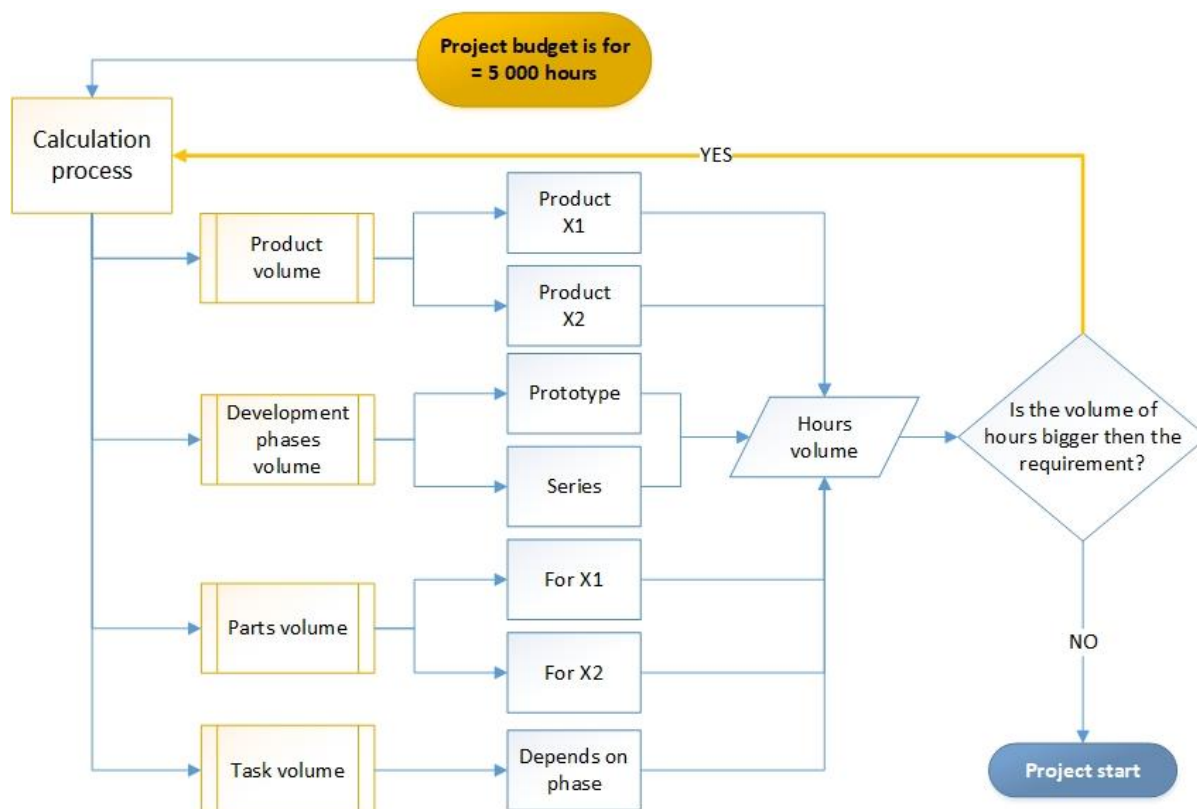 Project budget is for
= 5 000 hours
Calculation
process
YES
Product
volume
Product
X1
Product
X2
Development
phases
volume
Prototype
Series
Hours
volume
Is the volume of
hours bigger then the
requirement?
Parts volume
For X1
For X2
NO
Task volume
Depends on
phase
Project start